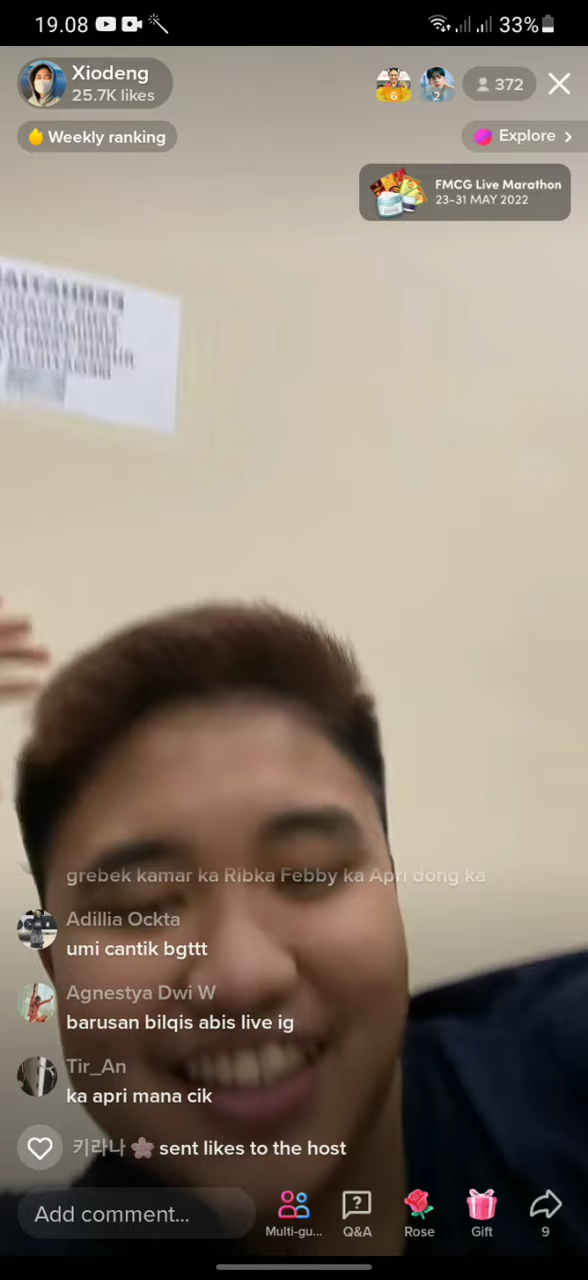 19.08
33%
Xiodeng
25.7K likes
6
2
372
Weekly ranking
Explore
FMCG Live Marathon
23-31 MAY 2022
grebek kamar ka Ribka Febby ka Apri dong ka
Adillia Ockta
umi cantik bgttt
Agnestya Dwi W
barusan bilqis abis live ig
Tir_An
ka apri mana cik
키라나🌸 sent likes to the host
Add comment...
Multi-gu...
Q&A
Rose
Gift
9